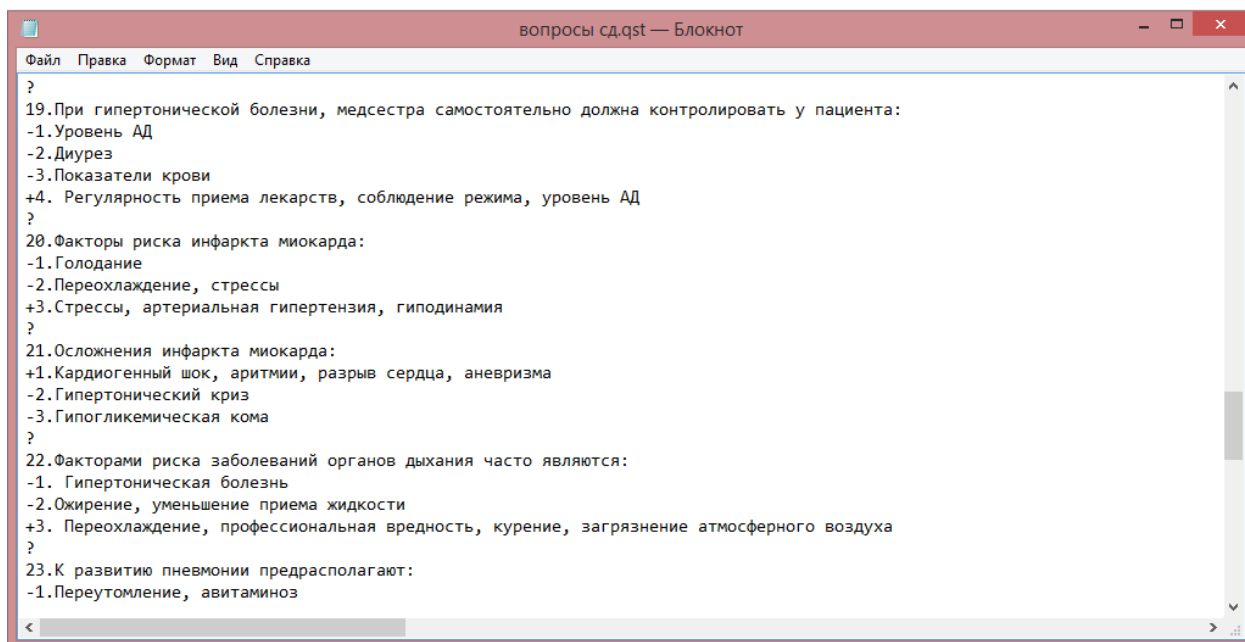 вопросы сд.qst — Блокнот
Файл Правка Формат Вид Справка
?
19.При гипертонической болезни, медсестра самостоятельно должна контролировать у пациента:
-1.Уровень АД
-2.Диурез
-3.Показатели крови
+4. Регулярность приема лекарств, соблюдение режима, уровень АД
?
20.Факторы риска инфаркта миокарда:
-1.Голодание
-2.Переохлаждение, стрессы
+3.Стрессы, артериальная гипертензия, гиподинамия
?
21.Осложнения инфаркта миокарда:
+1.Кардиогенный шок, аритмии, разрыв сердца, аневризма
-2.Гипертонический криз
-3.Гипогликемическая кома
?
22.Факторами риска заболеваний органов дыхания часто являются:
-1. Гипертоническая болезнь
-2.Ожирение, уменьшение приема жидкости
+3. Переохлаждение, профессиональная вредность, курение, загрязнение атмосферного воздуха
?
23.К развитию пневмонии предрасполагают:
-1.Переутомление, авитаминоз